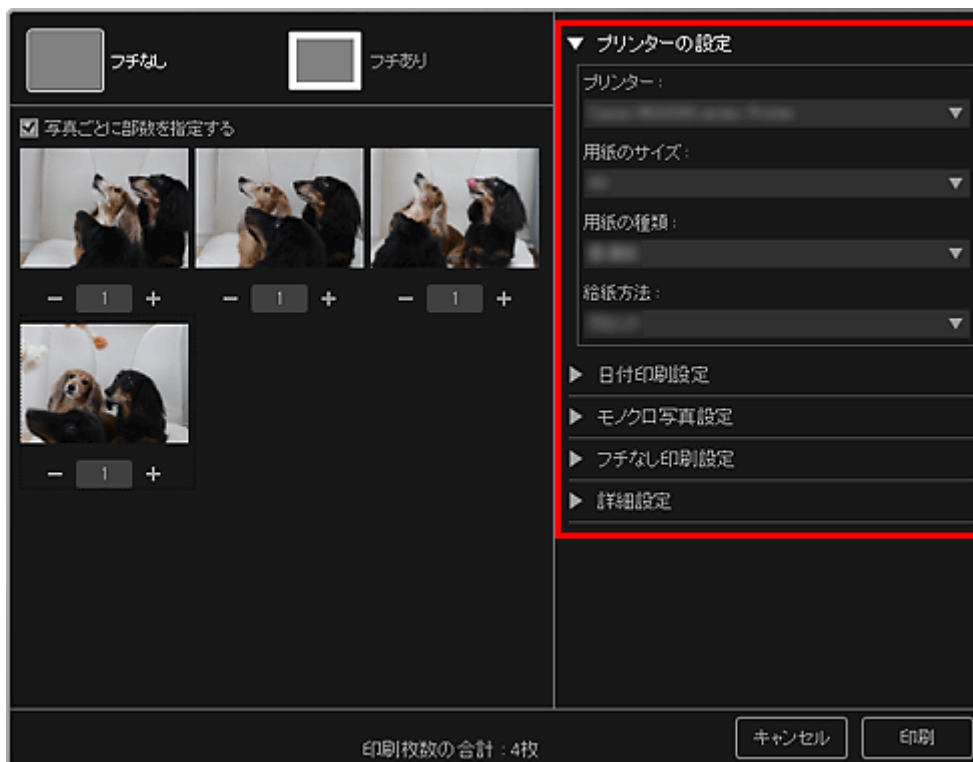 フチなし
フチあり
写真ごとに部数を指定する
1
1
1
1
プリンターの設定
プリンター：
用紙のサイズ：
用紙の種類：
給紙方法：
日付印刷設定
モノクロ写真設定
フチなし印刷設定
詳細設定
印刷枚数の合計：4枚
キャンセル
印刷